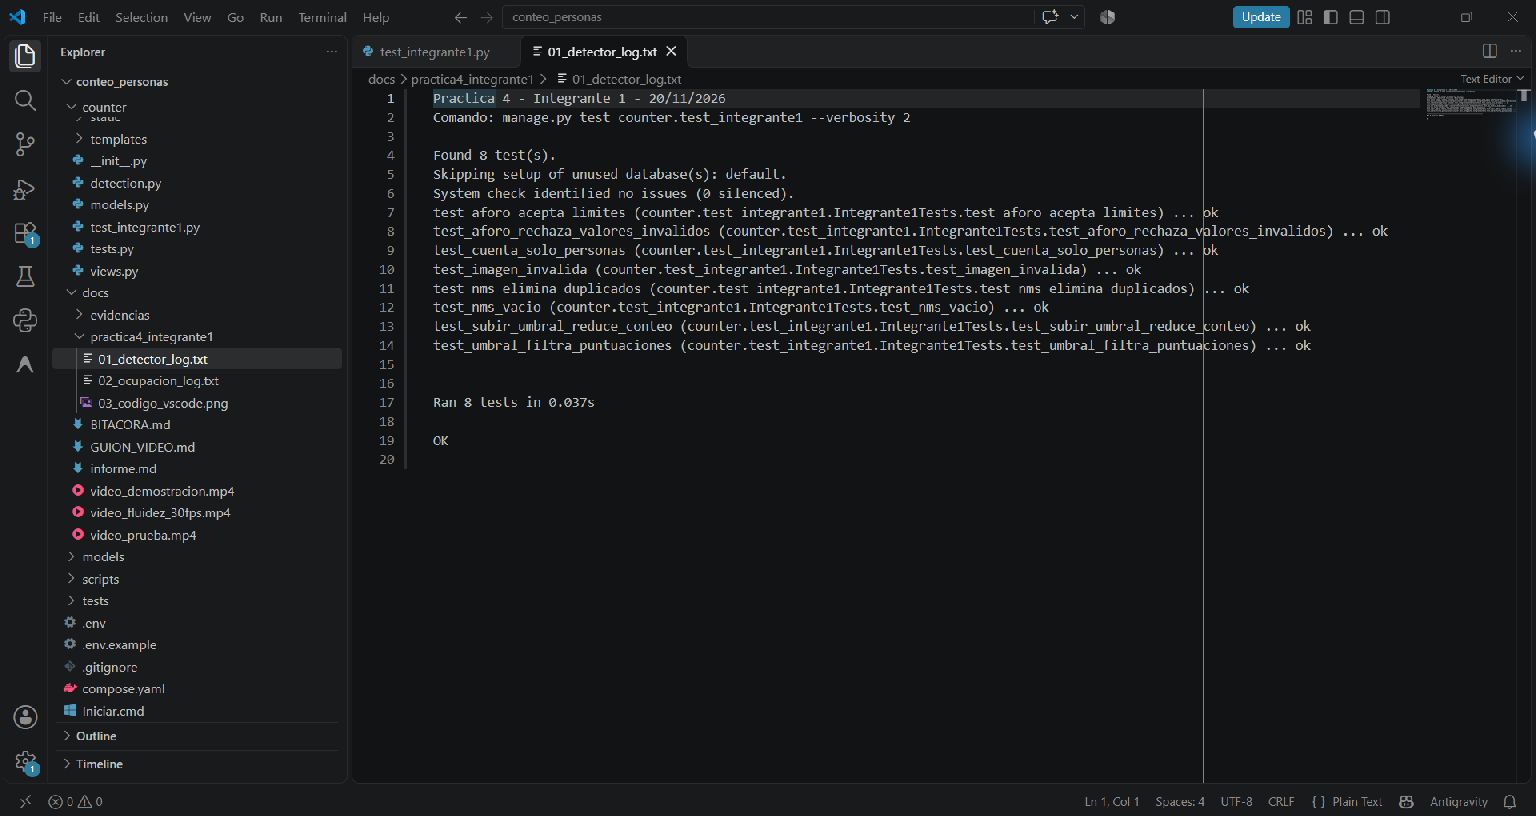 File Edit Selection View Go Run Terminal Help
conteo_personas
Update
Explorer
conteo_personas
counter
static
templates
__init__.py
detection.py
models.py
test_integrante1.py
tests.py
views.py
docs
evidencias
practica4_integrante1
01_detector_log.txt
02_ocupacion_log.txt
03_codigo_vscode.png
BITACORA.md
GUION_VIDEO.md
informe.md
video_demostracion.mp4
video_fluidez_30fps.mp4
video_prueba.mp4
models
scripts
tests
.env
.env.example
.gitignore
compose.yaml
Iniciar.cmd
Outline
Timeline
test_integrante1.py 01_detector_log.txt
docs > practica4_integrante1 > 01_detector_log.txt
Text Editor
1 Practica 4 - Integrante 1 - 20/11/2026
2 Comando: manage.py test counter.test_integrante1 --verbosity 2
3
4 Found 8 test(s).
5 Skipping setup of unused database(s): default.
6 System check identified no issues (0 silenced).
7 test_aforo_acepta_limites (counter.test_integrante1.Integrante1Tests.test_aforo_acepta_limites) ... ok
8 test_aforo_rechaza_valores_invalidos (counter.test_integrante1.Integrante1Tests.test_aforo_rechaza_valores_invalidos) ... ok
9 test_cuenta_solo_personas (counter.test_integrante1.Integrante1Tests.test_cuenta_solo_personas) ... ok
10 test_imagen_invalida (counter.test_integrante1.Integrante1Tests.test_imagen_invalida) ... ok
11 test_nms_elimina_duplicados (counter.test_integrante1.Integrante1Tests.test_nms_elimina_duplicados) ... ok
12 test_nms_vacio (counter.test_integrante1.Integrante1Tests.test_nms_vacio) ... ok
13 test_subir_umbral_reduce_conteo (counter.test_integrante1.Integrante1Tests.test_subir_umbral_reduce_conteo) ... ok
14 test_umbral_filtra_puntuaciones (counter.test_integrante1.Integrante1Tests.test_umbral_filtra_puntuaciones) ... ok
15
16
17 Ran 8 tests in 0.037s
18
19 OK
20
0 0
Ln 1, Col 1 Spaces: 4 UTF-8 CRLF {} Plain Text Antigravity